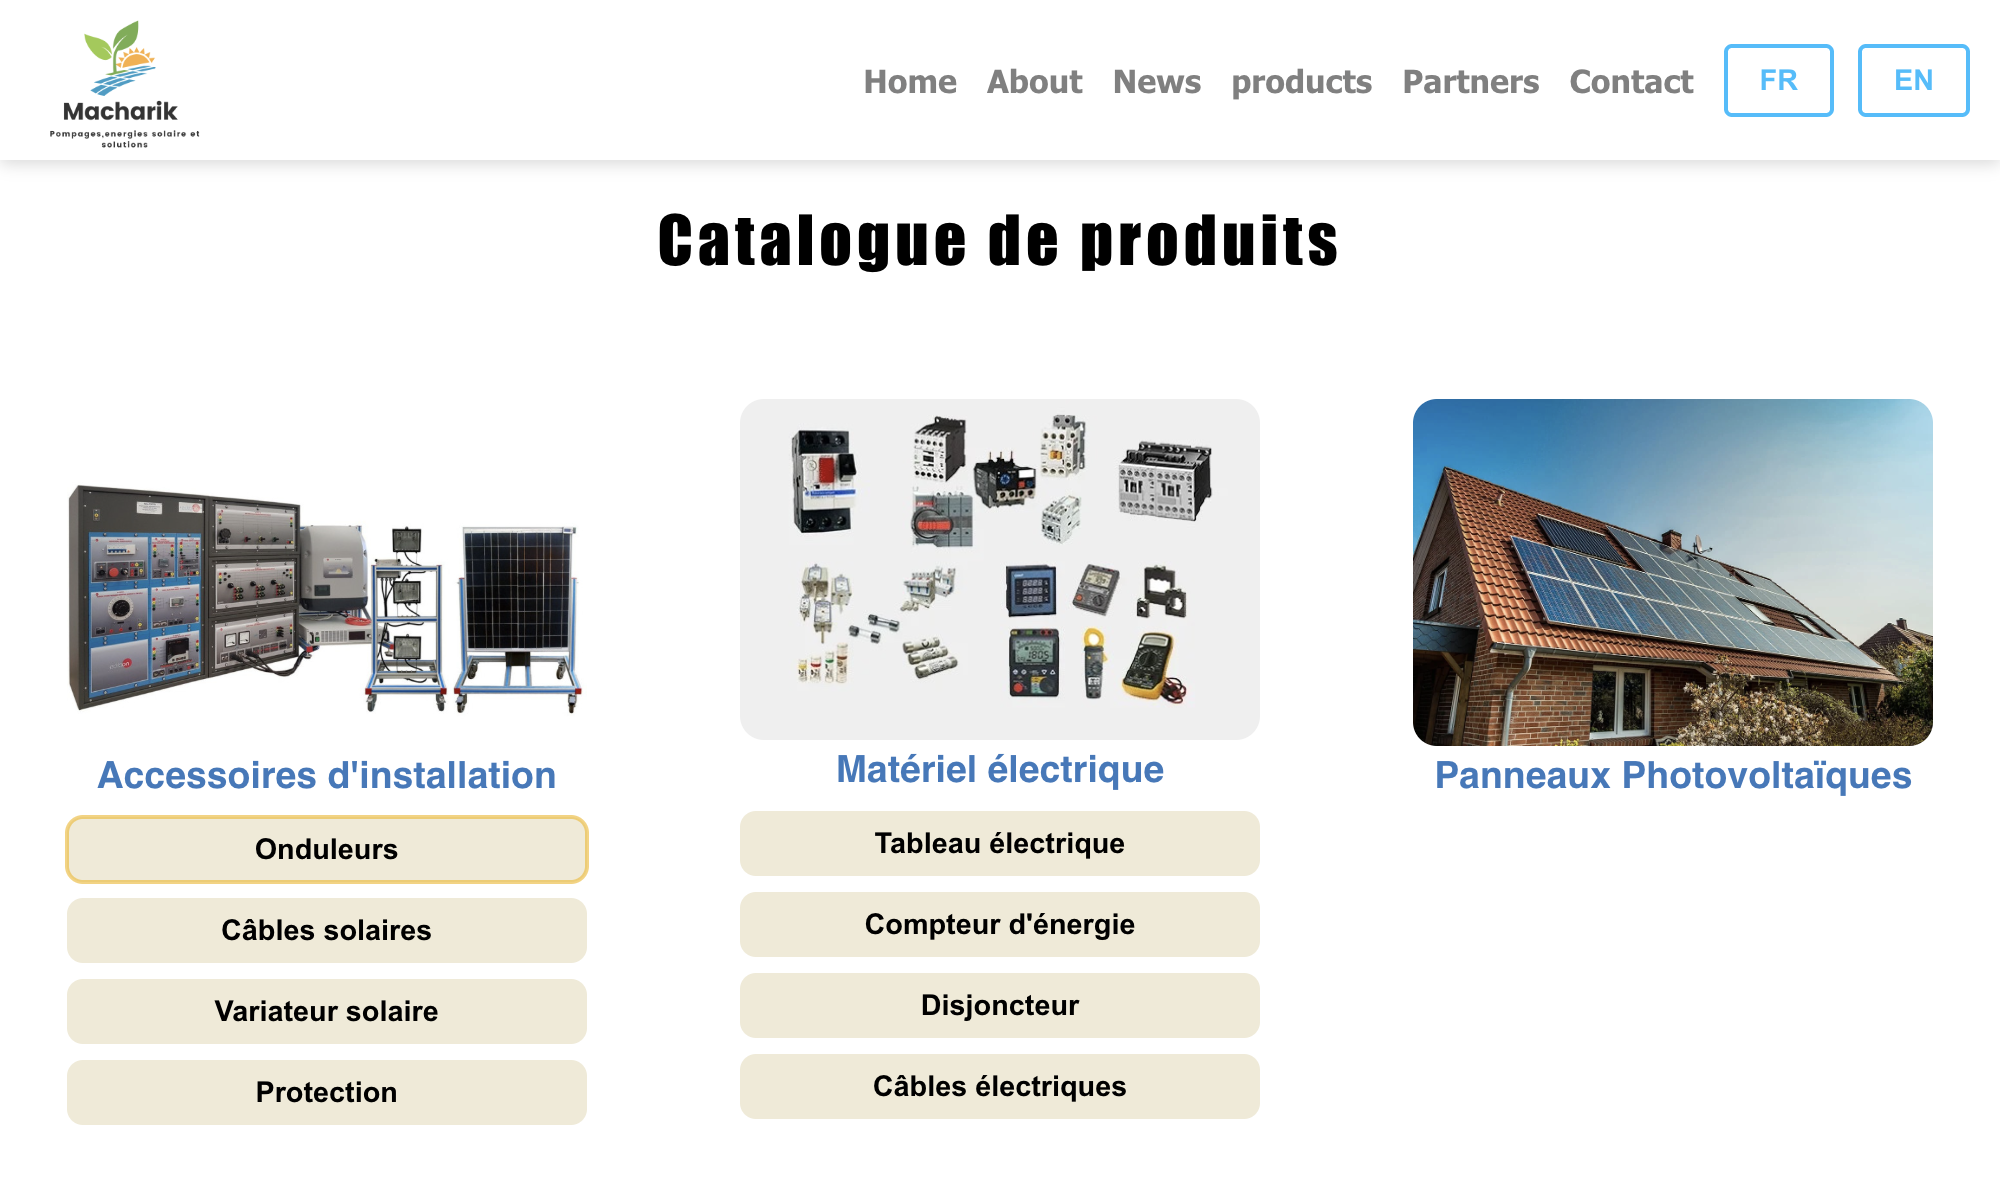 Macharik
Pompages,energies solaire et
solutions
Home About News products Partners Contact FR EN
Catalogue de produits
Accessoires d'installation
Onduleurs
Câbles solaires
Variateur solaire
Protection
Matériel électrique
Tableau électrique
Compteur d'énergie
Disjoncteur
Câbles électriques
Panneaux Photovoltaïques